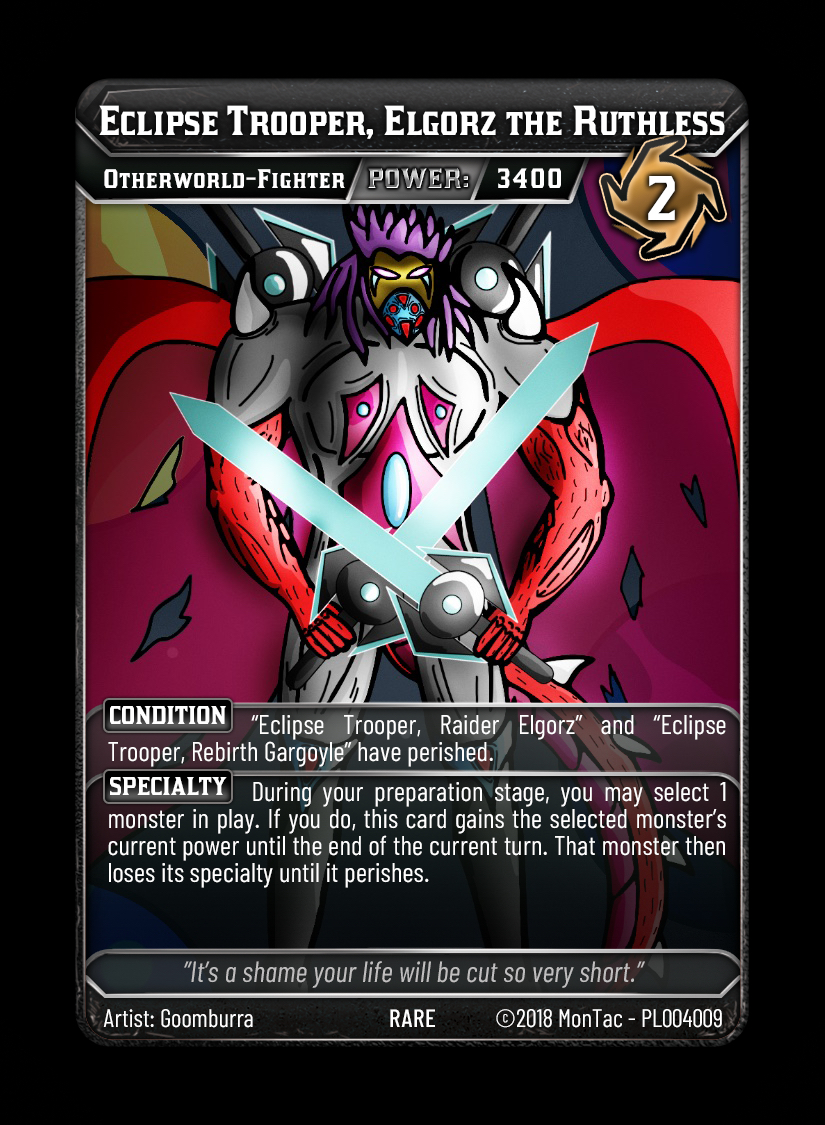 Eclipse Trooper, Elgorz the Ruthless
Otherworld-Fighter POWER: 3400
2
CONDITION "Eclipse Trooper, Raider Elgorz" and "Eclipse
Trooper, Rebirth Gargoyle" have perished.
SPECIALTY During your preparation stage, you may select 1
monster in play. If you do, this card gains the selected monster's
current power until the end of the current turn. That monster then
loses its specialty until it perishes.
"It's a shame your life will be cut so very short."
Artist: Goomburra RARE ©2018 MonTac - PL004009